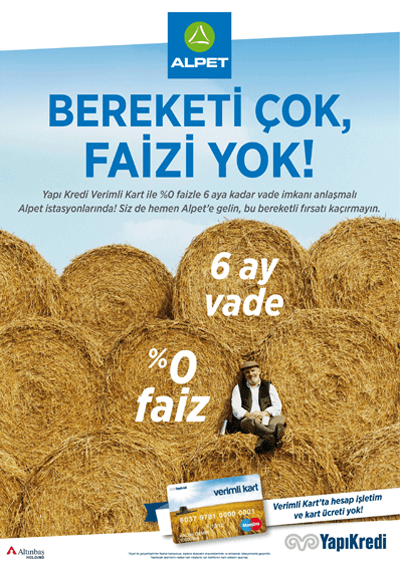 ALPET
BEREKETİ ÇOK,
FAİZİ YOK!
Yapı Kredi Verimli Kart ile %0 faizle 6 aya kadar vade imkanı anlaşmalı
Alpet istasyonlarında! Siz de hemen Alpet'e gelin, bu bereketli fırsatı kaçırmayın.
6 ay
vade
%0
faiz
verimli kart
Verimli Kart'ta hesap işletim
ve kart ücreti yok!
Altınbaş
HOLDİNG
YapıKredi